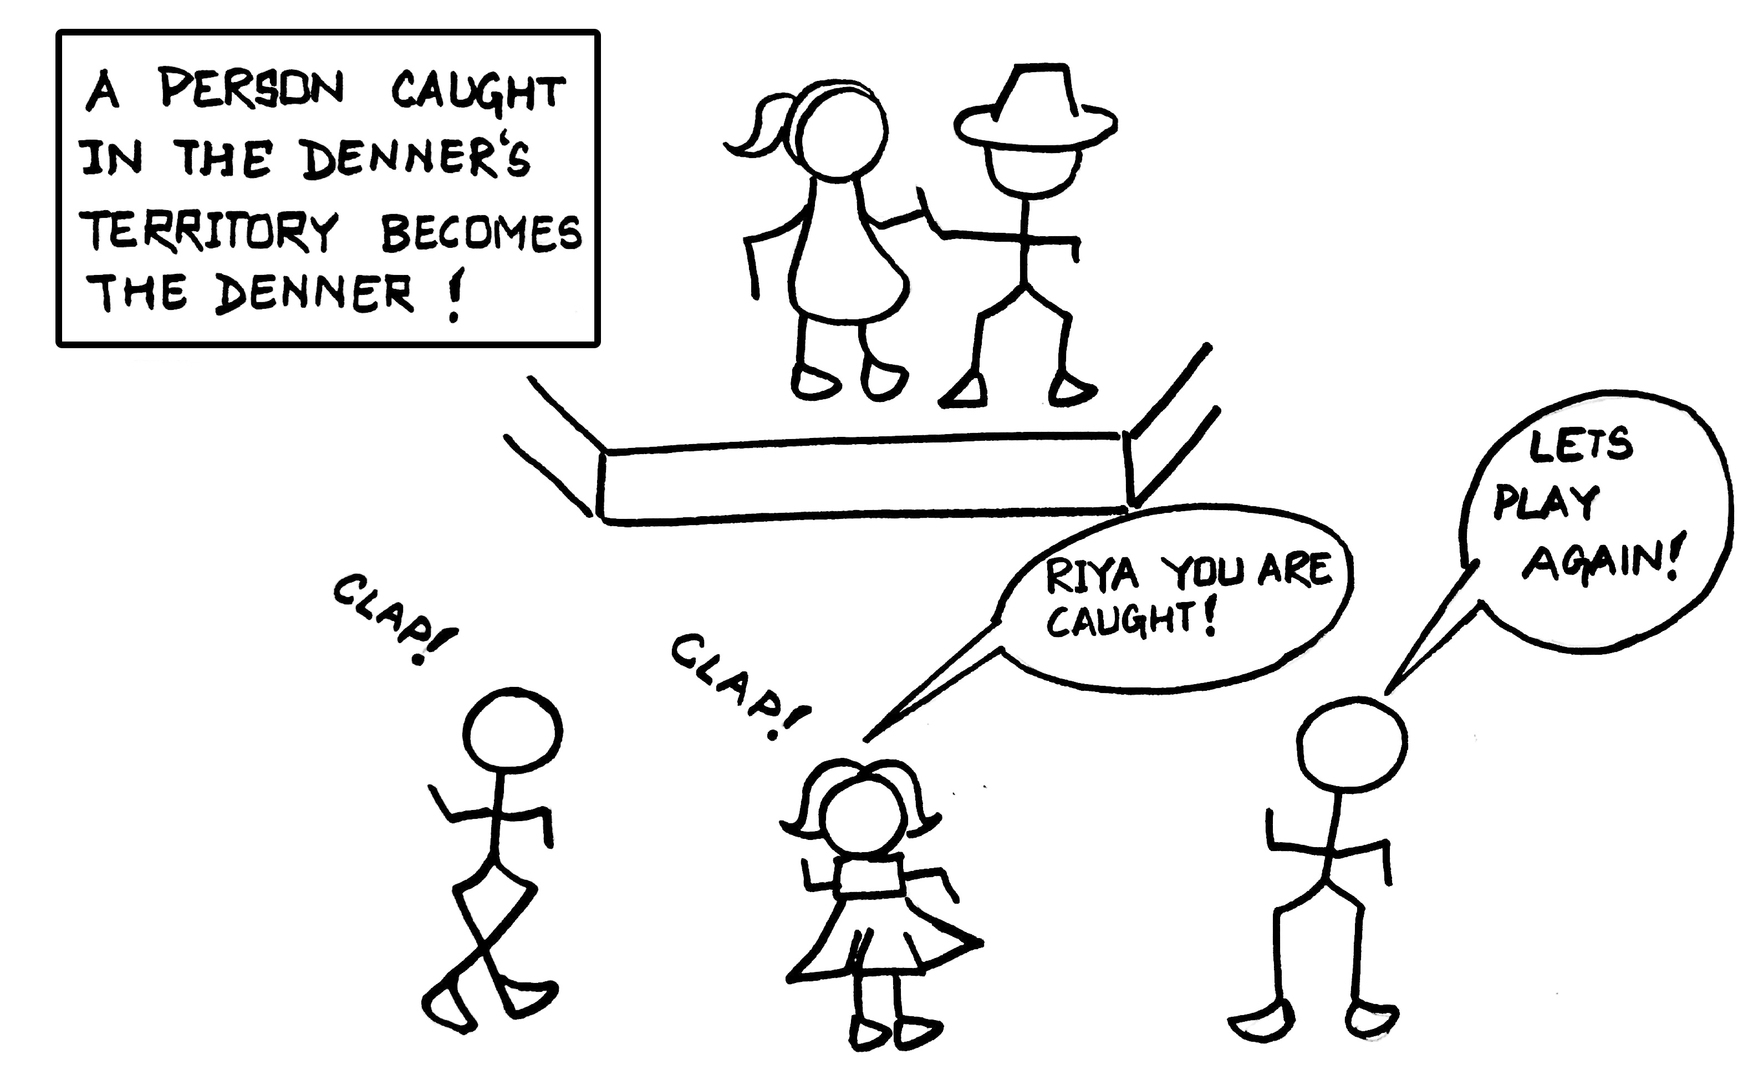 A PERSON CAUGHT
IN THE DENNER'S
TERRITORY BECOMES
THE DENNER !
LETS
PLAY
AGAIN!
RIYA YOU ARE
CAUGHT!
CLAP!
CLAP!